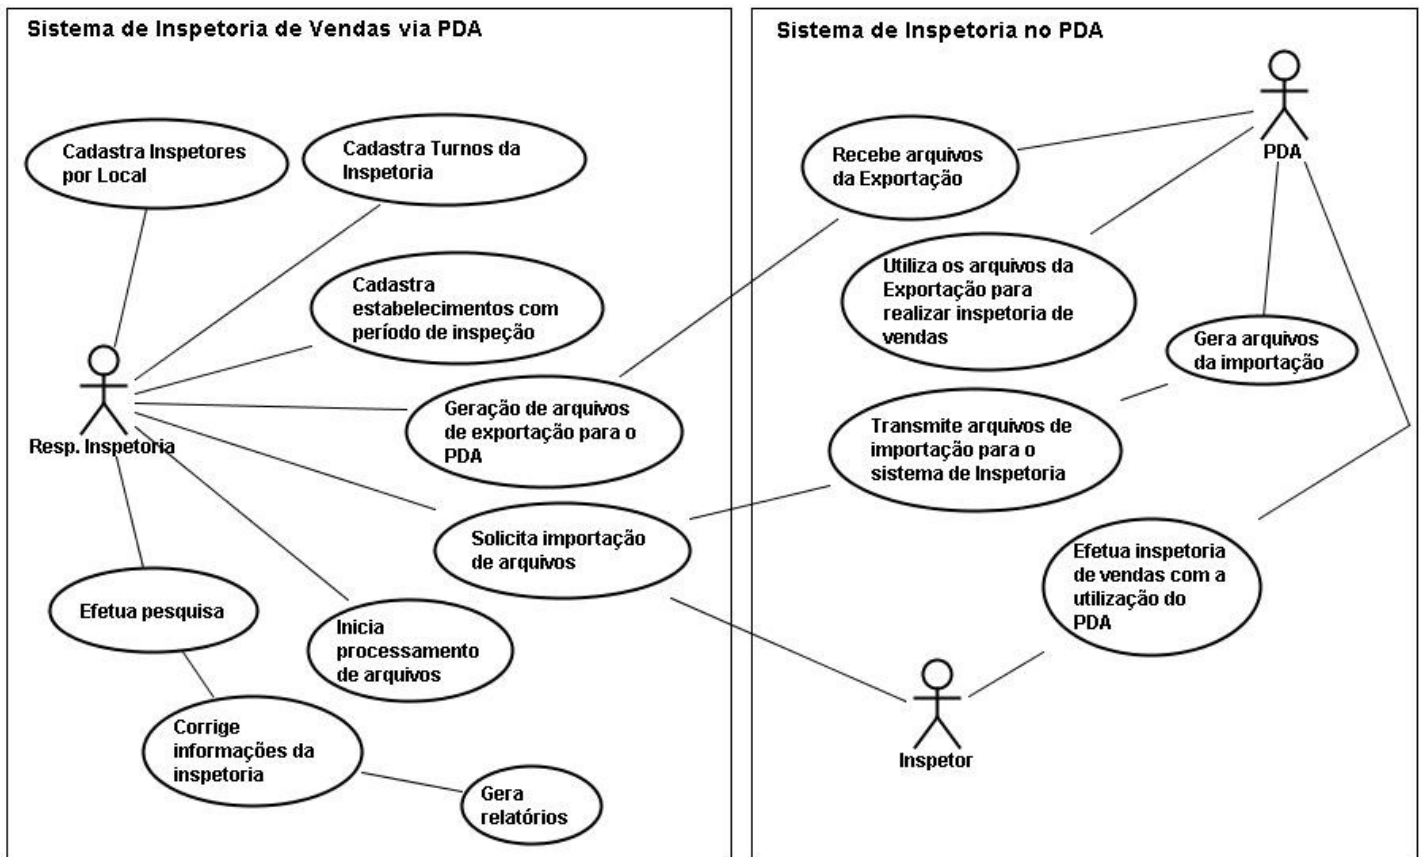 Sistema de Inspetoria de Vendas via PDA
Cadastra Inspetores
por Local
Cadastra Turnos da
Inspetoria
Cadastra
estabelecimentos com
período de inspeção
Resp. Inspetoria
Geração de arquivos
de exportação para o
PDA
Solicita importação
de arquivos
Efetua pesquisa
Inicia
processamento
de arquivos
Corrige
informações da
inspetoria
Gera
relatórios
Sistema de Inspetoria no PDA
PDA
Recebe arquivos
da Exportação
Utiliza os arquivos da
Exportação para
realizar inspetoria de
vendas
Gera arquivos
da importação
Transmite arquivos de
importação para o
sistema de Inspetoria
Efetua inspetoria
de vendas com a
utilização do
PDA
Inspetor